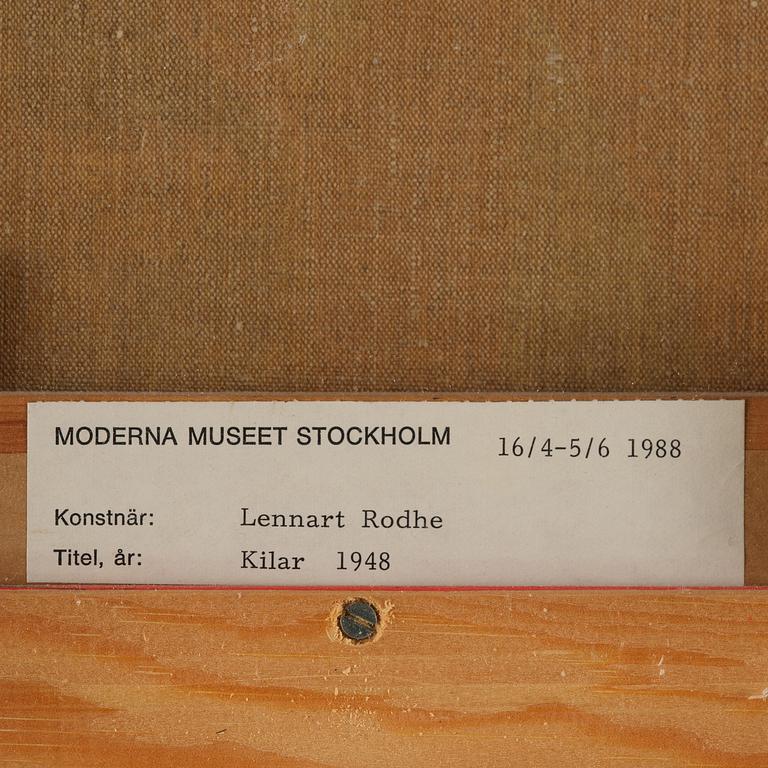 MODERNA MUSEET STOCKHOLM 16/4-5/6 1988
Konstnär: Lennart Rodhe
Titel, år: Kilar 1948